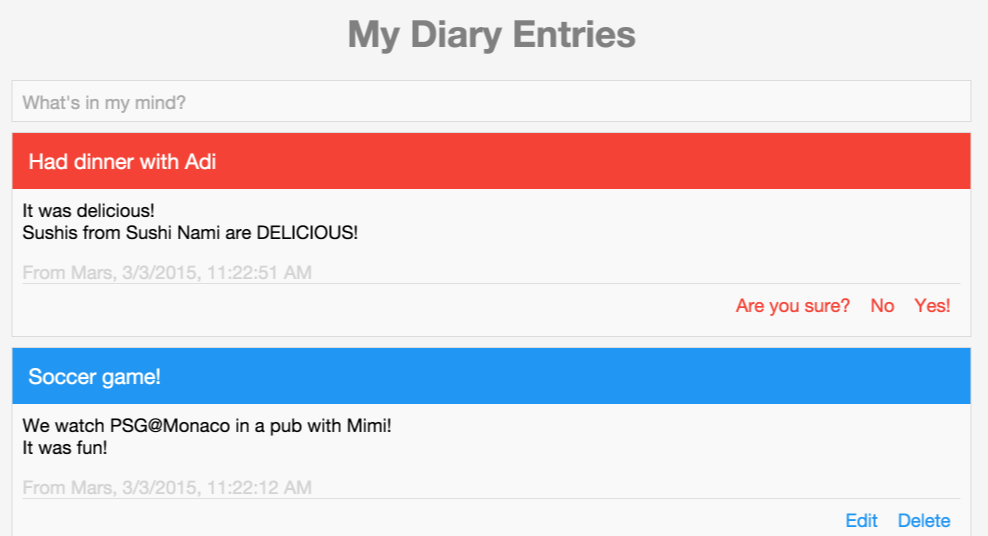 My Diary Entries
What's in my mind?
Had dinner with Adi
It was delicious!
Sushis from Sushi Nami are DELICIOUS!
From Mars, 3/3/2015, 11:22:51 AM
Are you sure? No Yes!
Soccer game!
We watch PSG@Monaco in a pub with Mimi!
It was fun!
From Mars, 3/3/2015, 11:22:12 AM
Edit Delete